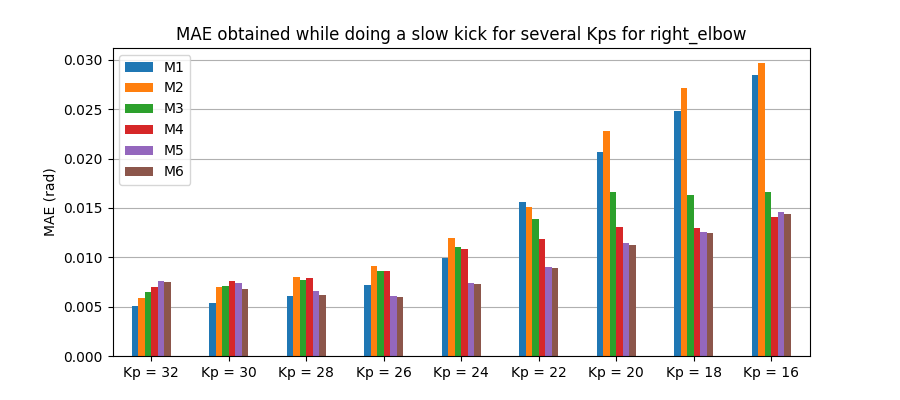 MAE obtained while doing a slow kick for several Kps for right_elbow
MAE (rad)
0.030
0.025
0.020
0.015
0.010
0.005
0.000
M1
M2
M3
M4
M5
M6
Kp = 32 Kp = 30 Kp = 28 Kp = 26 Kp = 24 Kp = 22 Kp = 20 Kp = 18 Kp = 16